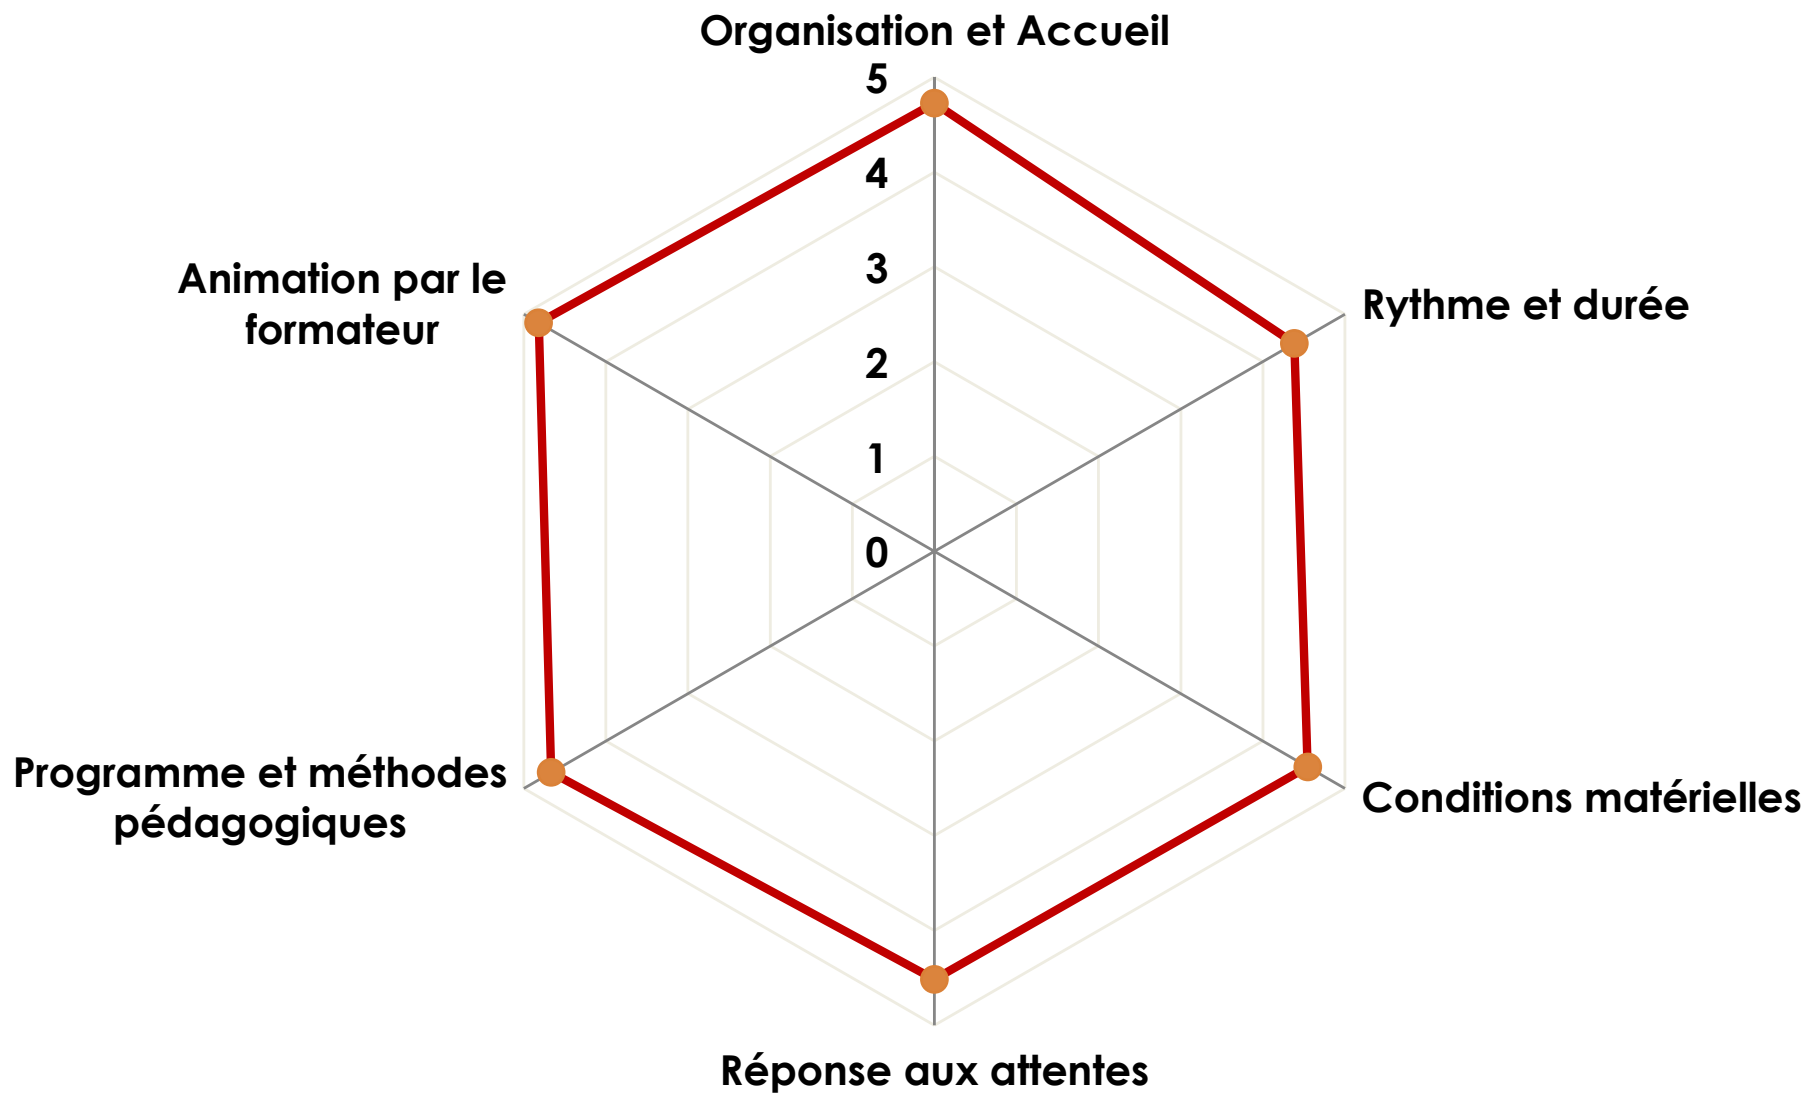 Organisation et Accueil
5
4
3
2
1
0
Rythme et durée
Conditions matérielles
Réponse aux attentes
Programme et méthodes
pédagogiques
Animation par le
formateur